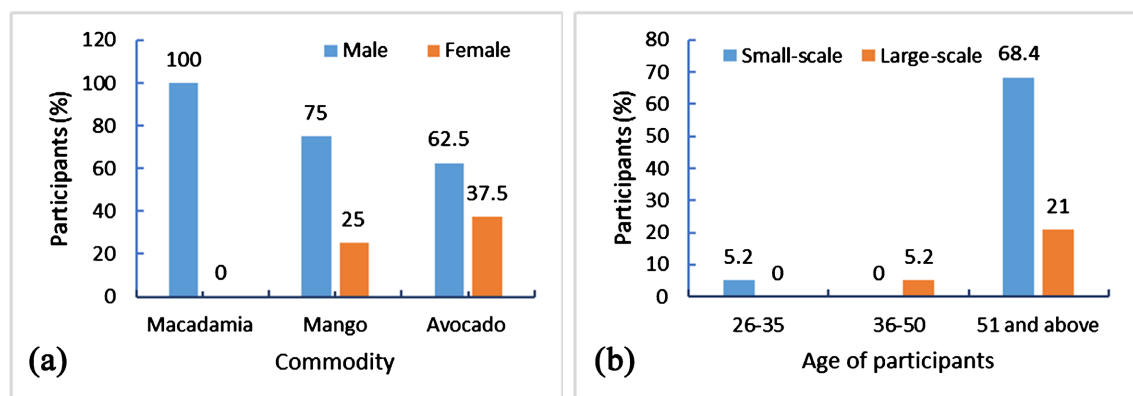 120
100
80
60
40
20
0
Participants (%)
Male Female
100
0
75
25
62.5
37.5
Macadamia Mango Avocado
Commodity
(a)
80
70
60
50
40
30
20
10
0
Participants (%)
Small-scale Large-scale
5.2
0
0
5.2
68.4
21
26-35 36-50 51 and above
Age of participants
(b)